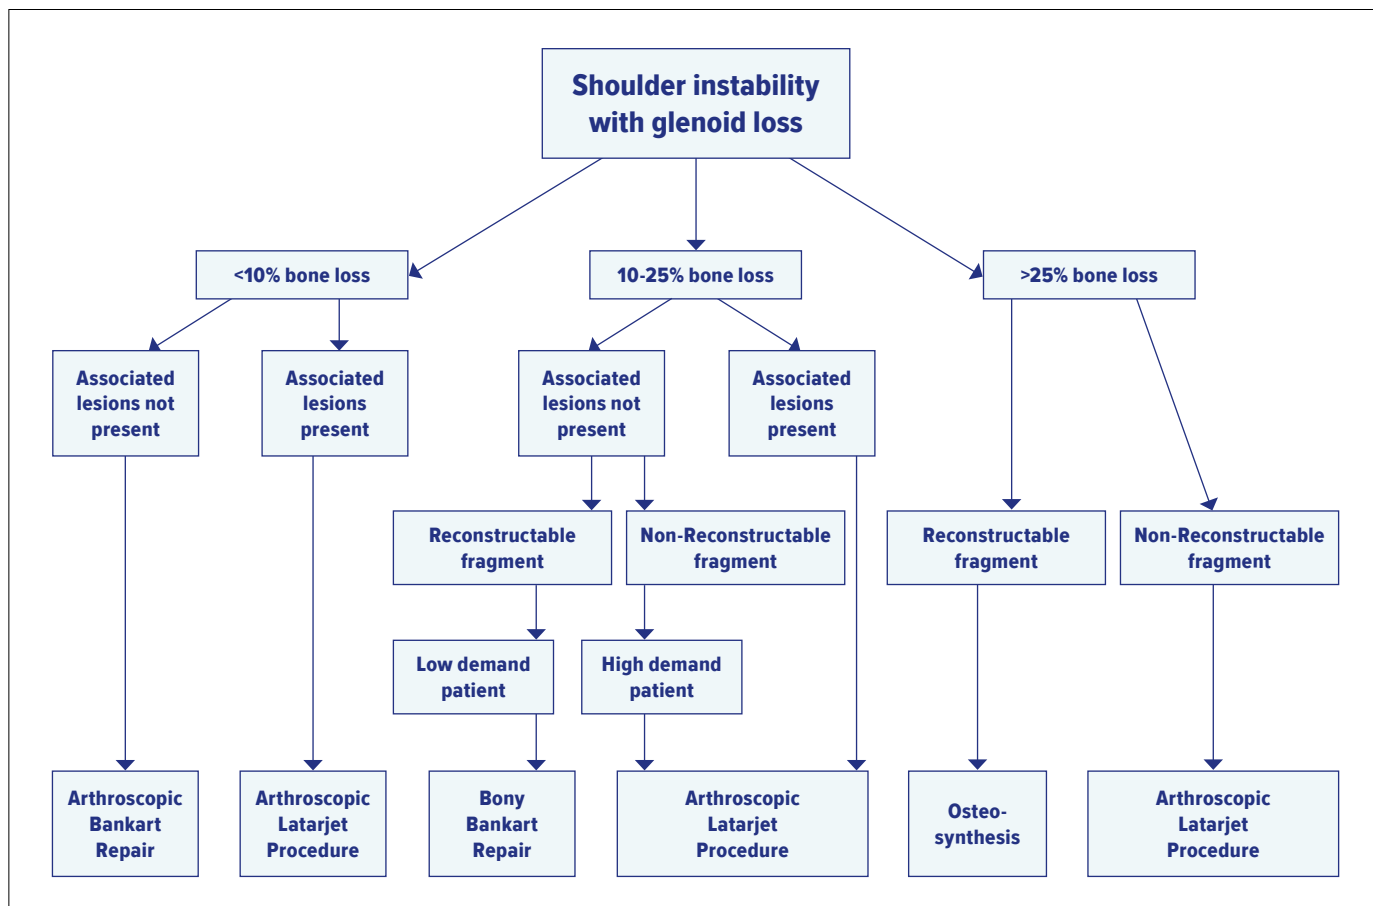 Shoulder instability
with glenoid loss
<10% bone loss
10-25% bone loss
>25% bone loss
Associated
lesions not
present
Associated
lesions
present
Associated
lesions not
present
Associated
lesions
present
Reconstructable
fragment
Non-Reconstructable
fragment
Reconstructable
fragment
Non-Reconstructable
fragment
Low demand
patient
High demand
patient
Arthroscopic
Bankart
Repair
Arthroscopic
Latarjet
Procedure
Bony
Bankart
Repair
Arthroscopic
Latarjet
Procedure
Osteo-
synthesis
Arthroscopic
Latarjet
Procedure